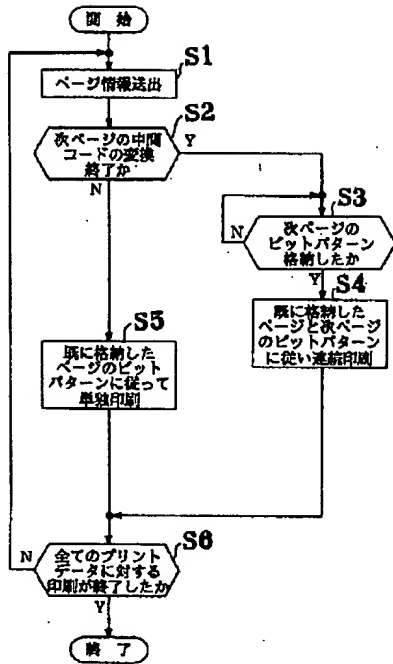 開始
S1
ページ情報送出
S2
次ページの中間
コードの変換
終了か
Y
N
S3
次ページの
ビットパターン
格納したか
N
Y
S4
既に格納した
ページと次ページ
のビットパターン
に従い連続印刷
S5
既に格納した
ページのビット
パターンに従って
単独印刷
S6
全てのプリント
データに対する
印刷が終了したか
N
Y
終了